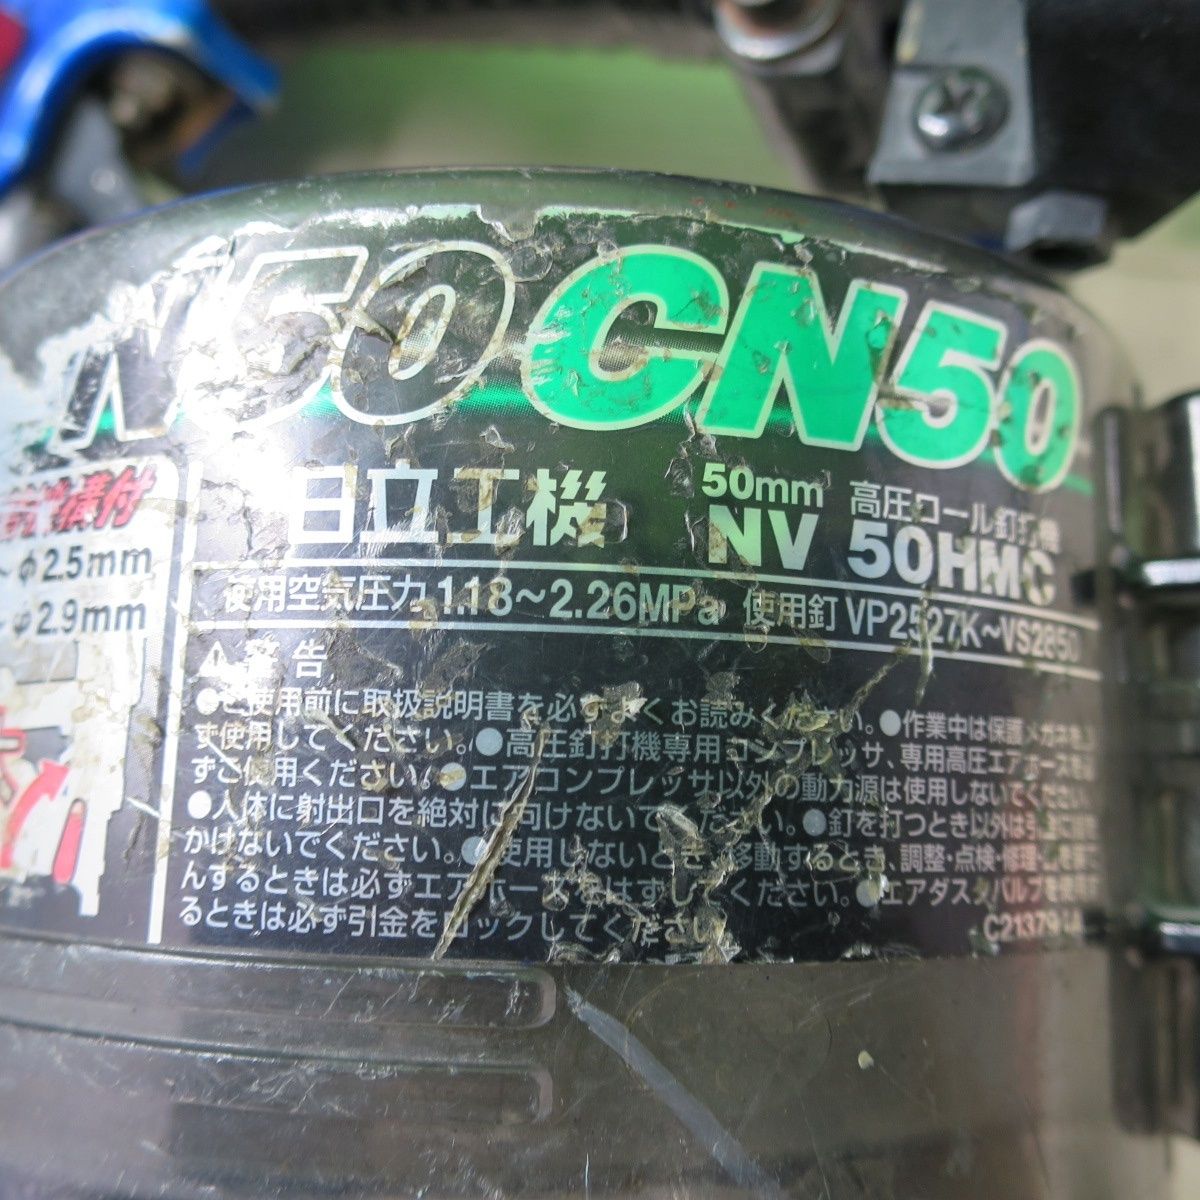 N50 CN50
構付
~ φ2.5mm
~ φ2.9mm
日立工機
50mm 高圧ロール釘打機
NV 50HMC
使用空気圧力 1.18~2.26MPa 使用釘 VP2527K~VS2850
⚠警告
●ご使用前に取扱説明書を必ずよくお読みください。●作業中は保護メガネを
ず使用してください。●高圧釘打機専用コンプレッサ、専用高圧エアホースを
ずご使用ください。●エアコンプレッサ以外の動力源は使用しないでください。
●人体に射出口を絶対に向けないでください。●釘を打つとき以外は引金に指を
かけないでください。●使用しないとき、移動するとき、調整・点検・修理・
んするときは必ずエアホースをはずしてください。●エアダスタバルブを使用す
るときは必ず引金をロックしてください